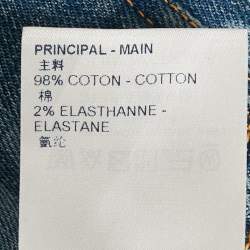 PRINCIPAL - MAIN
主料
98% COTON - COTTON
棉
2% ELASTHANNE -
ELASTANE
氨纶